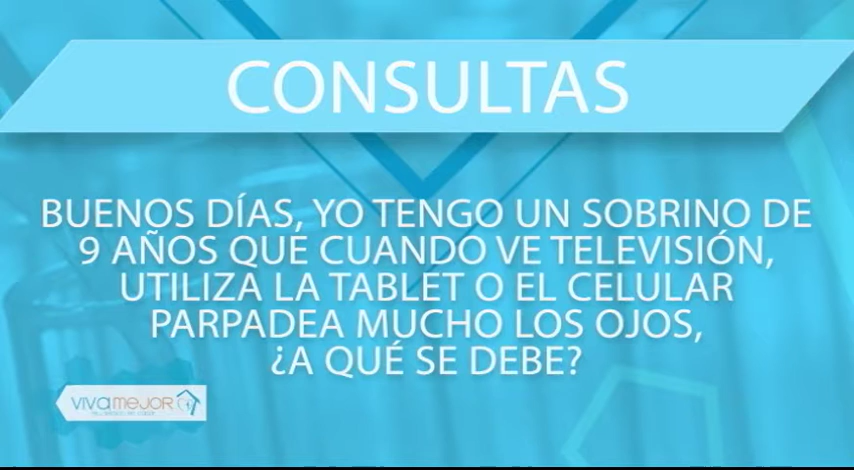 CONSULTAS
BUENOS DÍAS, YO TENGO UN SOBRINO DE
9 AÑOS QUE CUANDO VE TELEVISIÓN,
UTILIZA LA TABLET O EL CELULAR
PARPADEA MUCHO LOS OJOS,
¿A QUÉ SE DEBE?
VIVAMEJOR